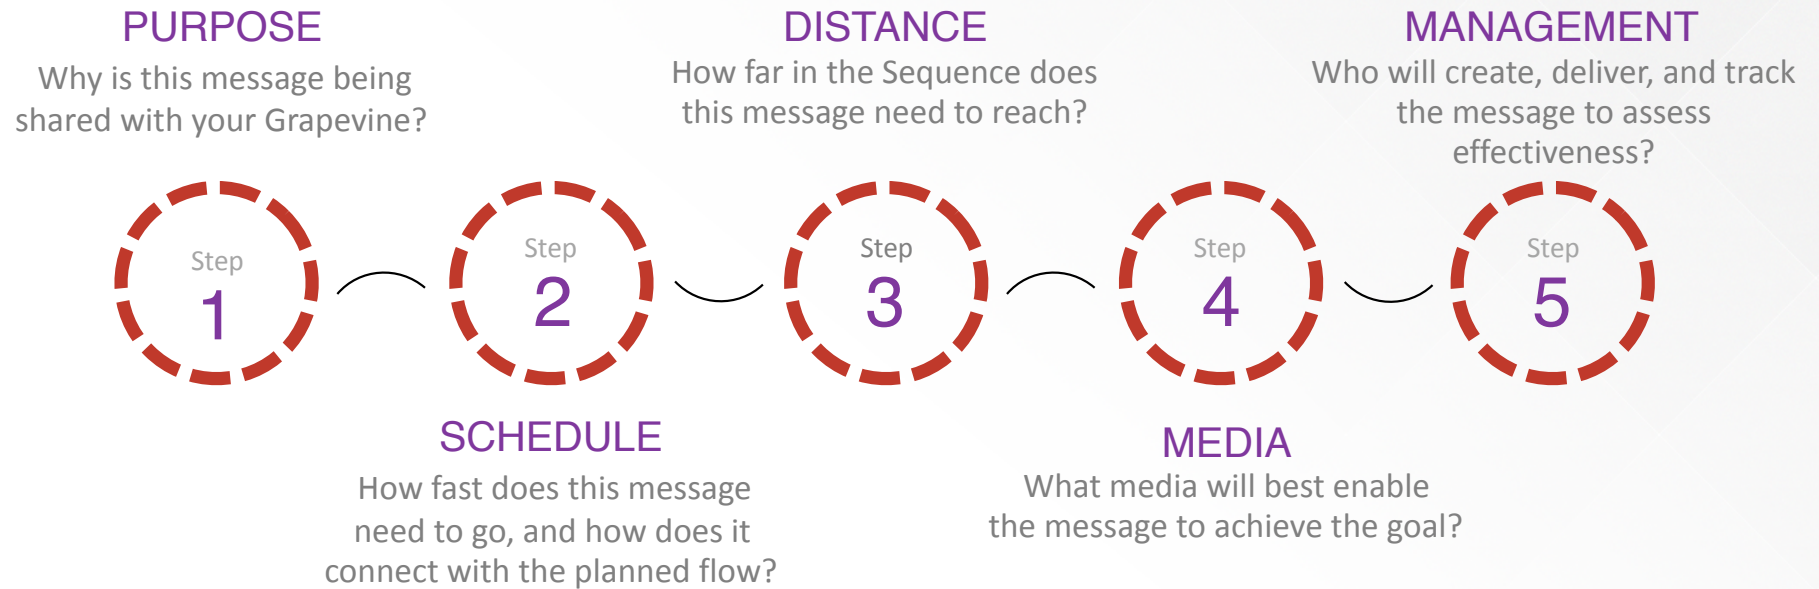 PURPOSE
Why is this message being
shared with your Grapevine?
Step
1
SCHEDULE
How fast does this message
need to go, and how does it
connect with the planned flow?
Step
2
DISTANCE
How far in the Sequence does
this message need to reach?
Step
3
MEDIA
What media will best enable
the message to achieve the goal?
Step
4
MANAGEMENT
Who will create, deliver, and track
the message to assess
effectiveness?
Step
5